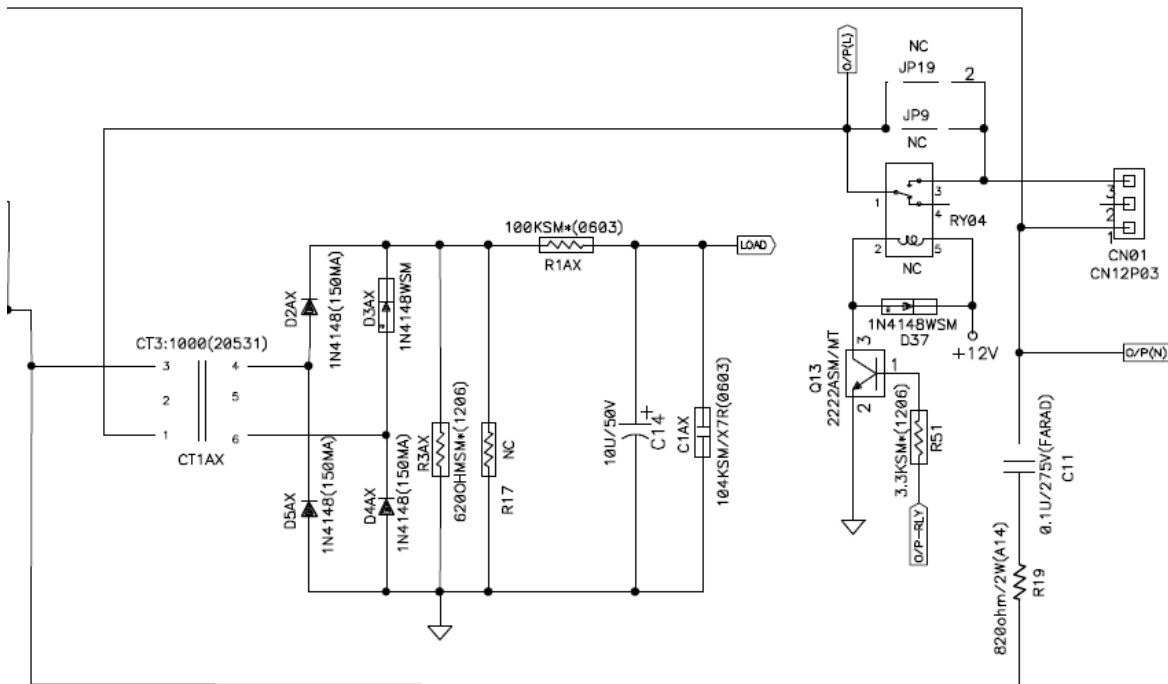 O/P(L)
NC
JP19
2
JP9
NC
1
3
4
RY04
2
5
NC
3
2
1
CN01
CN12P03
100KSM*(0603)
R1AX
LOAD
D2AX
1N4148(150MA)
D3AX
1N4148WSM
1N4148WSM
D37
+12V
O/P(N)
CT3:1000(20531)
3
4
2
5
1
6
CT1AX
Q13
2222ASM/MT
3
1
2
3.3KSM*(1206)
R51
O/P-RLY
D5AX
1N4148(150MA)
D4AX
1N4148(150MA)
R3AX
620OHMSM*(1206)
NC
R17
10U/50V
+
C14
C1AX
104KSM/X7R(0603)
0.1U/275V(FARAD)
C11
820ohm/2W(A14)
R19